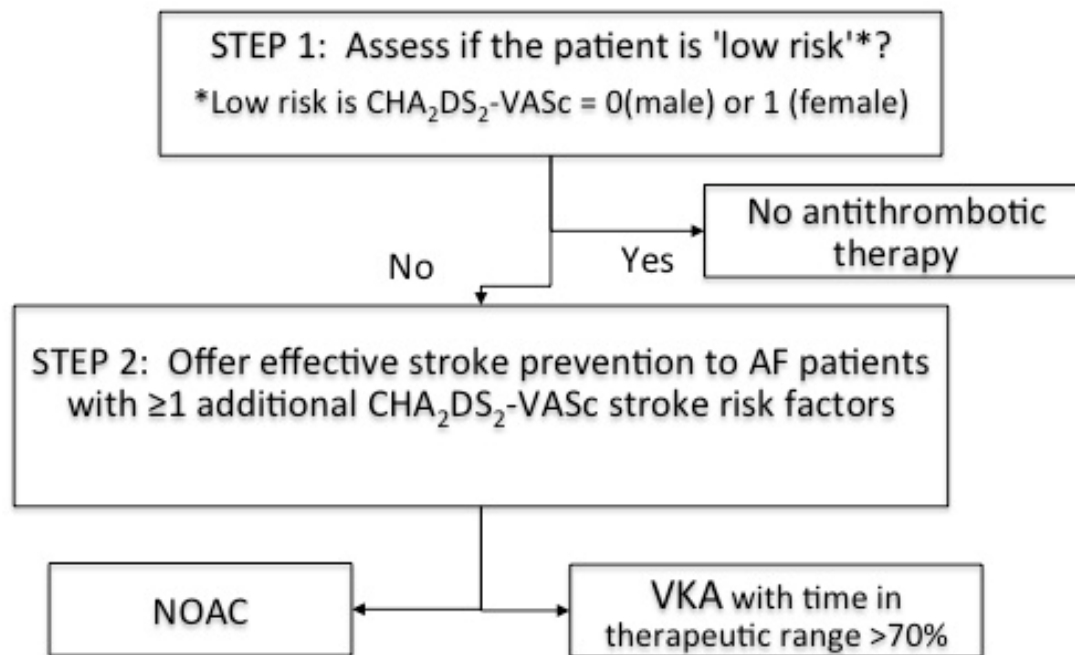 STEP 1:  Assess if the patient is 'low risk'*?
*Low risk is CHA₂DS₂-VASc = 0(male) or 1 (female)
No antithrombotic
therapy
No
Yes
STEP 2:  Offer effective stroke prevention to AF patients
with ≥1 additional CHA₂DS₂-VASc stroke risk factors
NOAC
VKA with time in
therapeutic range >70%